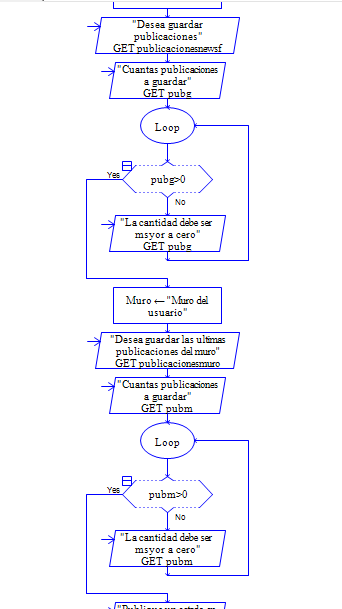 "Desea guardar
publicaciones"
GET publicacionesnewsf
"Cuantas publicaciones
a guardar"
GET pubg
Loop
Yes
pubg>0
No
"La cantidad debe ser
msyor a cero"
GET pubg
Muro ← "Muro del
usuario"
"Desea guardar las ultimas
publicaciones del muro"
GET publicacionesmuro
"Cuantas publicaciones
a guardar"
GET pubm
Loop
Yes
pubm>0
No
"La cantidad debe ser
msyor a cero"
GET pubm